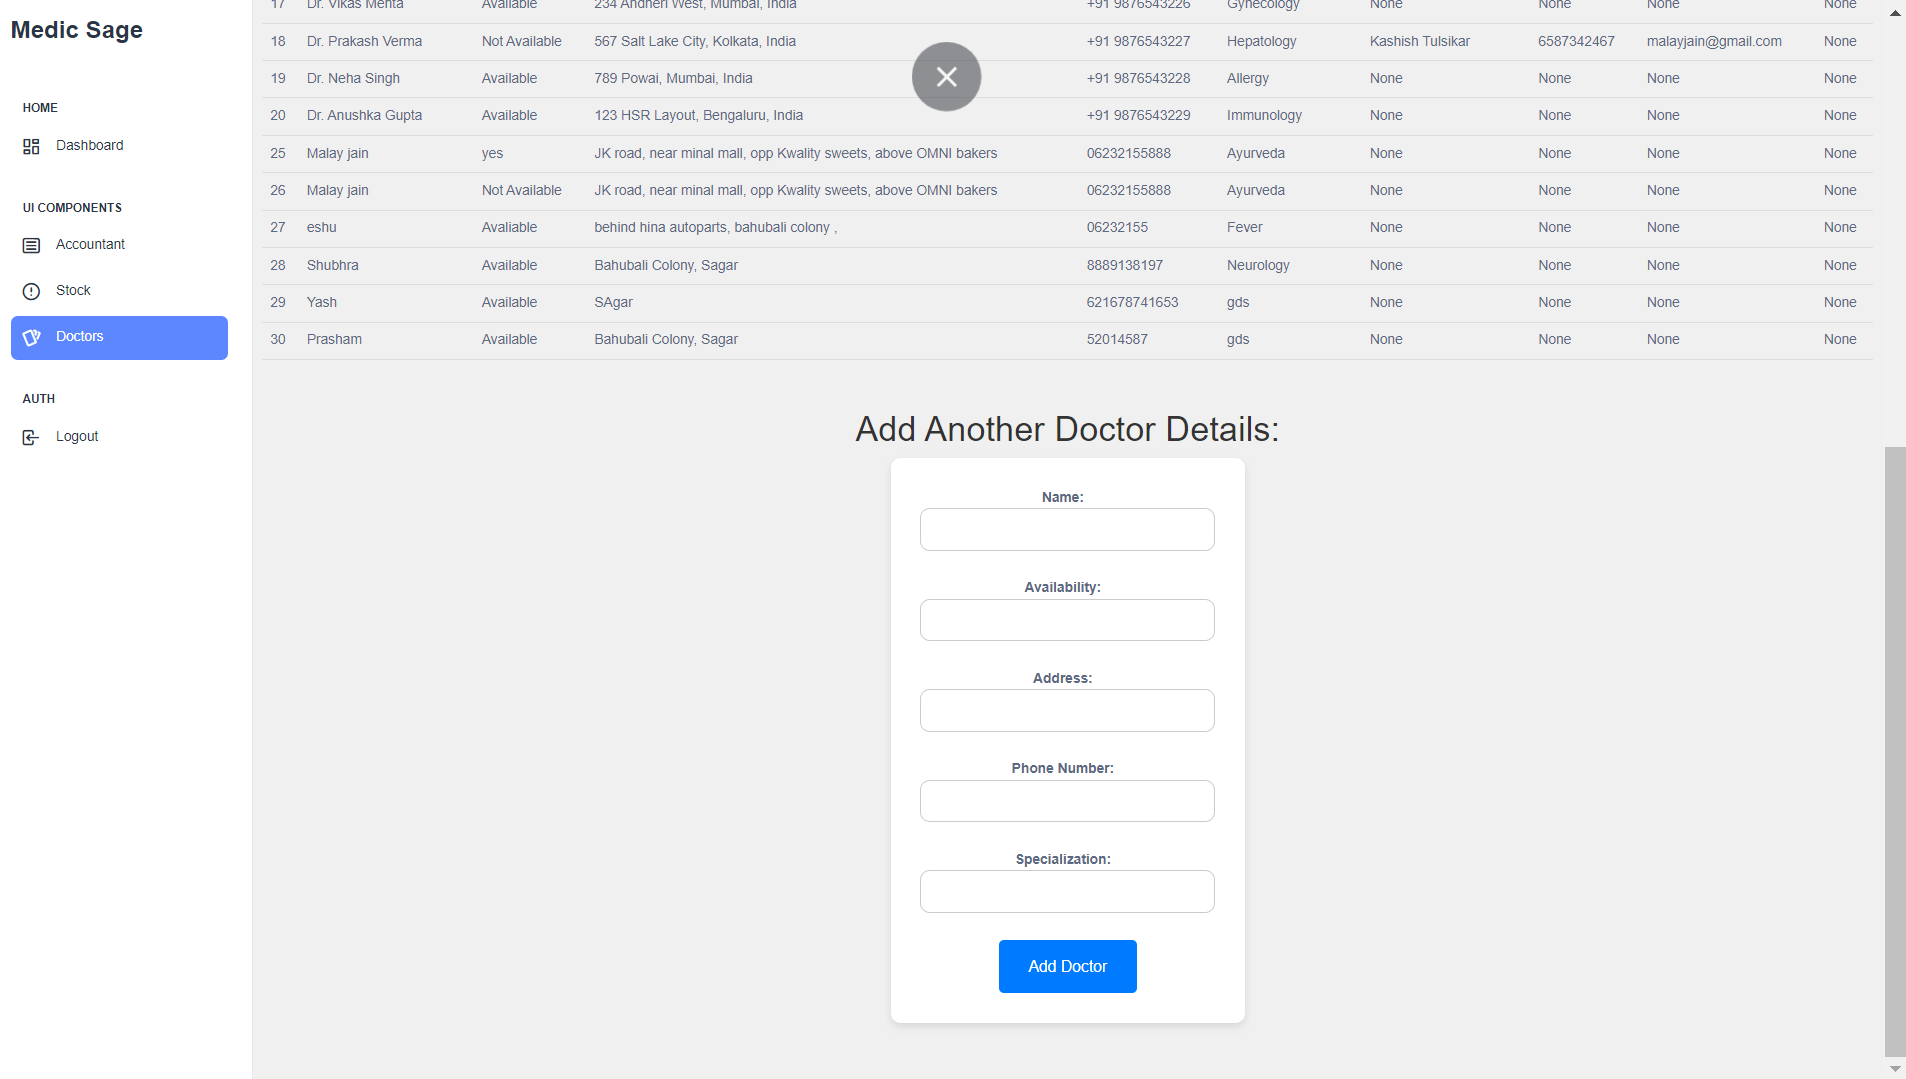 Medic Sage
HOME
Dashboard
UI COMPONENTS
Accountant
Stock
Doctors
AUTH
Logout
17 Dr. Vikas Mehta Available 234 Andheri West, Mumbai, India +91 9876543226 Gynecology None None None None
18 Dr. Prakash Verma Not Available 567 Salt Lake City, Kolkata, India +91 9876543227 Hepatology Kashish Tulsikar 6587342467 malayjain@gmail.com None
19 Dr. Neha Singh Available 789 Powai, Mumbai, India +91 9876543228 Allergy None None None None
20 Dr. Anushka Gupta Available 123 HSR Layout, Bengaluru, India +91 9876543229 Immunology None None None None
25 Malay jain yes JK road, near minal mall, opp Kwality sweets, above OMNI bakers 06232155888 Ayurveda None None None None
26 Malay jain Not Available JK road, near minal mall, opp Kwality sweets, above OMNI bakers 06232155888 Ayurveda None None None None
27 eshu Avaliable behind hina autoparts, bahubali colony , 06232155 Fever None None None None
28 Shubhra Available Bahubali Colony, Sagar 8889138197 Neurology None None None None
29 Yash Available SAgar 621678741653 gds None None None None
30 Prasham Available Bahubali Colony, Sagar 52014587 gds None None None None
Add Another Doctor Details:
Name:
Availability:
Address:
Phone Number:
Specialization:
Add Doctor